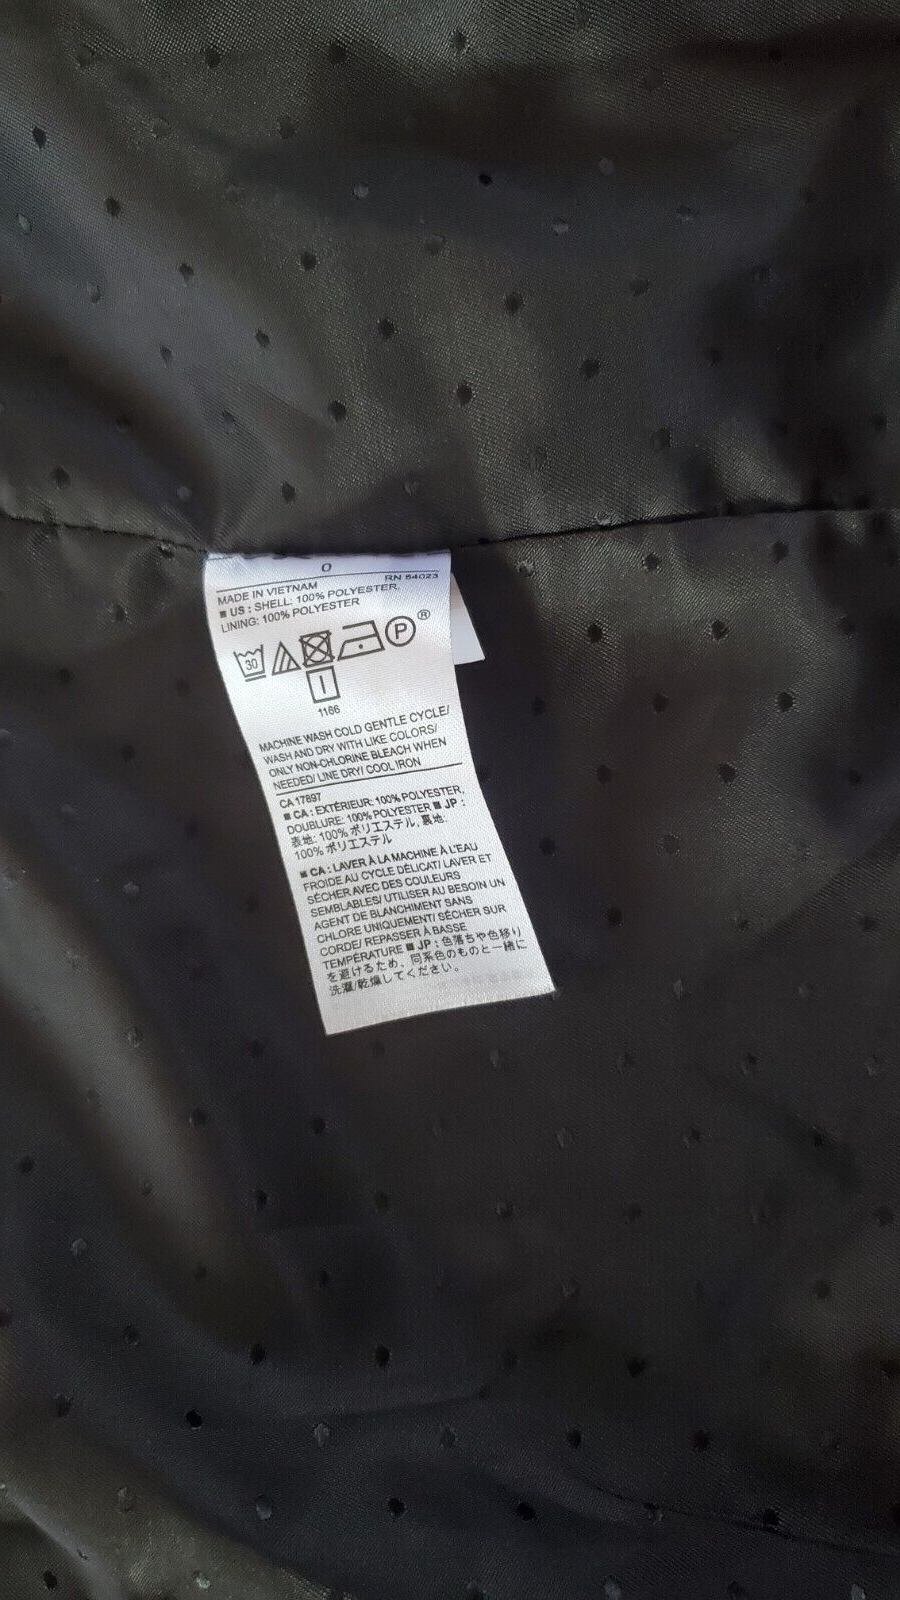 0
RN 54023
MADE IN VIETNAM
■ US : SHELL: 100% POLYESTER,
LINING: 100% POLYESTER
30 P ®
1166
MACHINE WASH COLD GENTLE CYCLE/
WASH AND DRY WITH LIKE COLORS/
ONLY NON-CHLORINE BLEACH WHEN
NEEDED/ LINE DRY/ COOL IRON
CA 17897
■ CA : EXTÉRIEUR: 100% POLYESTER,
DOUBLURE: 100% POLYESTER ■ JP :
表地: 100% ポリエステル, 裏地:
100% ポリエステル
■ CA : LAVER À LA MACHINE À L'EAU
FROIDE AU CYCLE DÉLICAT/ LAVER ET
SÉCHER AVEC DES COULEURS
SEMBLABLES/ UTILISER AU BESOIN UN
AGENT DE BLANCHIMENT SANS
CHLORE UNIQUEMENT/ SÉCHER SUR
CORDE/ REPASSER À BASSE
TEMPÉRATURE ■ JP : 色落ちや色移り
を避けるため、同系色のものと一緒に
洗濯/乾燥してください。